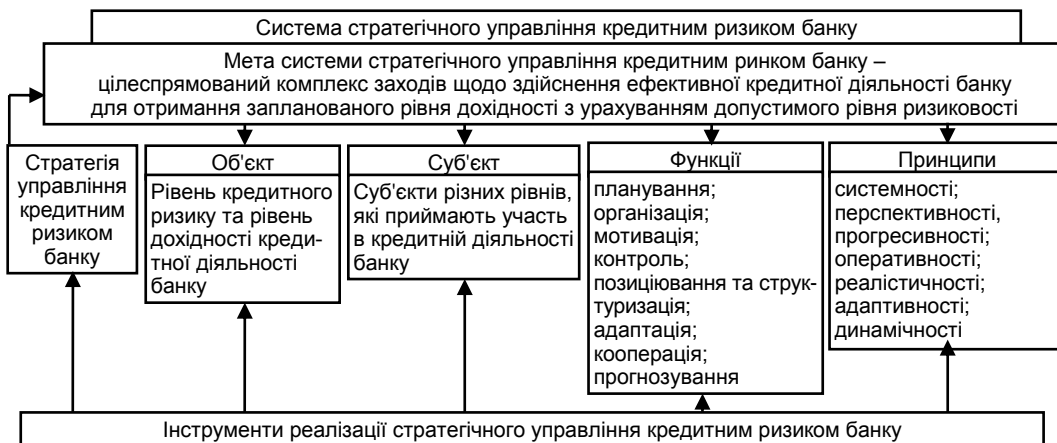 Система стратегічного управління кредитним ризиком банку
Мета системи стратегічного управління кредитним ринком банку –
цілеспрямований комплекс заходів щодо здійснення ефективної кредитної діяльності банку
для отримання запланованого рівня дохідності з урахуванням допустимого рівня ризиковості
Стратегія
управління
кредитним
ризиком
банку
Об'єкт
Рівень кредитного
ризику та рівень
дохідності креди-
тної діяльності
банку
Суб'єкт
Суб'єкти різних рівнів,
які приймають участь
в кредитній діяльності
банку
Функції
планування;
організація;
мотивація;
контроль;
позиціювання та струк-
туризація;
адаптація;
кооперація;
прогнозування
Принципи
системності;
перспективності,
прогресивності;
оперативності;
реалістичності;
адаптивності;
динамічності
Інструменти реалізації стратегічного управління кредитним ризиком банку